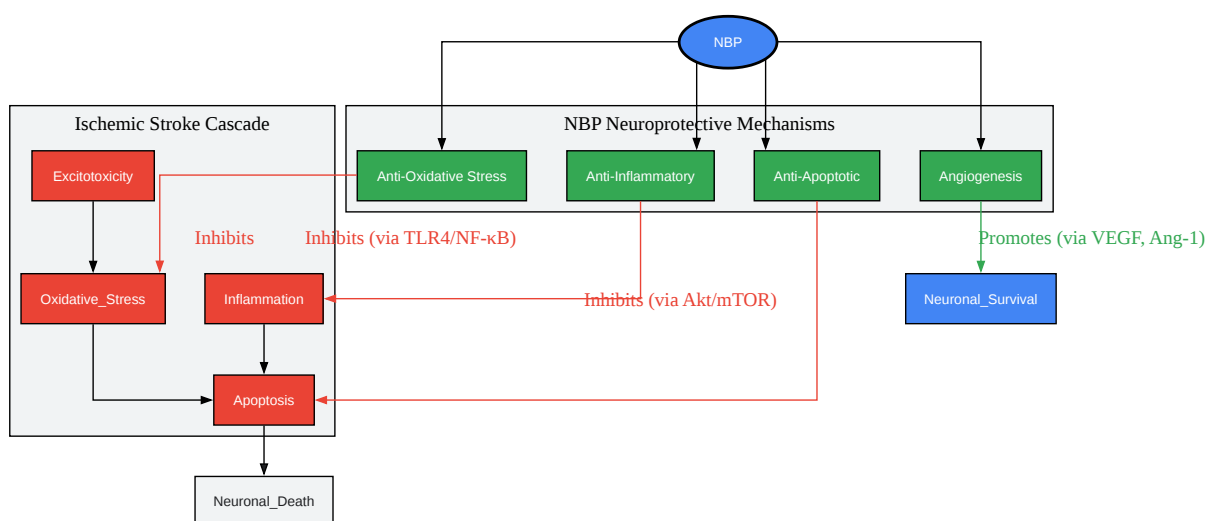 NBP
Ischemic Stroke Cascade
NBP Neuroprotective Mechanisms
Excitotoxicity
Anti-Oxidative Stress
Anti-Inflammatory
Anti-Apoptotic
Angiogenesis
Inhibits
Inhibits (via TLR4/NF-κB)
Promotes (via VEGF, Ang-1)
Oxidative_Stress
Inflammation
Inhibits (via Akt/mTOR)
Neuronal_Survival
Apoptosis
Neuronal_Death